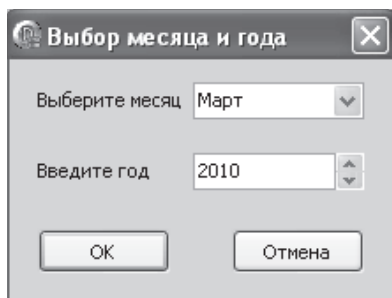 Выбор месяца и года
Выберите месяц Март
Введите год 2010
OK Отмена